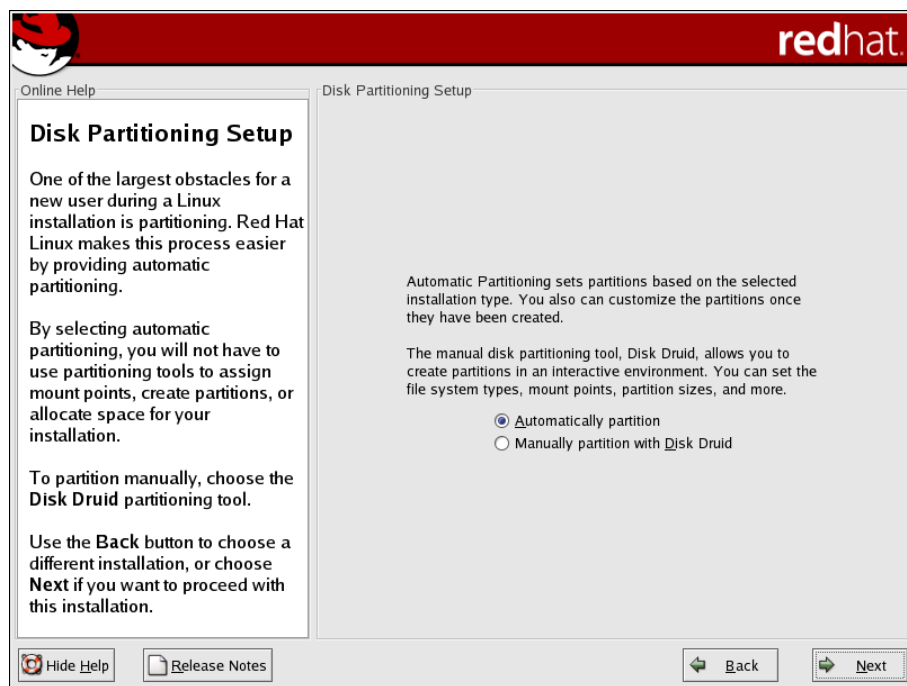 redhat.
Online Help
Disk Partitioning Setup
One of the largest obstacles for a
new user during a Linux
installation is partitioning. Red Hat
Linux makes this process easier
by providing automatic
partitioning.
By selecting automatic
partitioning, you will not have to
use partitioning tools to assign
mount points, create partitions, or
allocate space for your
installation.
To partition manually, choose the
Disk Druid partitioning tool.
Use the Back button to choose a
different installation, or choose
Next if you want to proceed with
this installation.
Disk Partitioning Setup
Automatic Partitioning sets partitions based on the selected
installation type. You also can customize the partitions once
they have been created.
The manual disk partitioning tool, Disk Druid, allows you to
create partitions in an interactive environment. You can set the
file system types, mount points, partition sizes, and more.
Automatically partition
Manually partition with Disk Druid
Hide Help
Release Notes
Back
Next